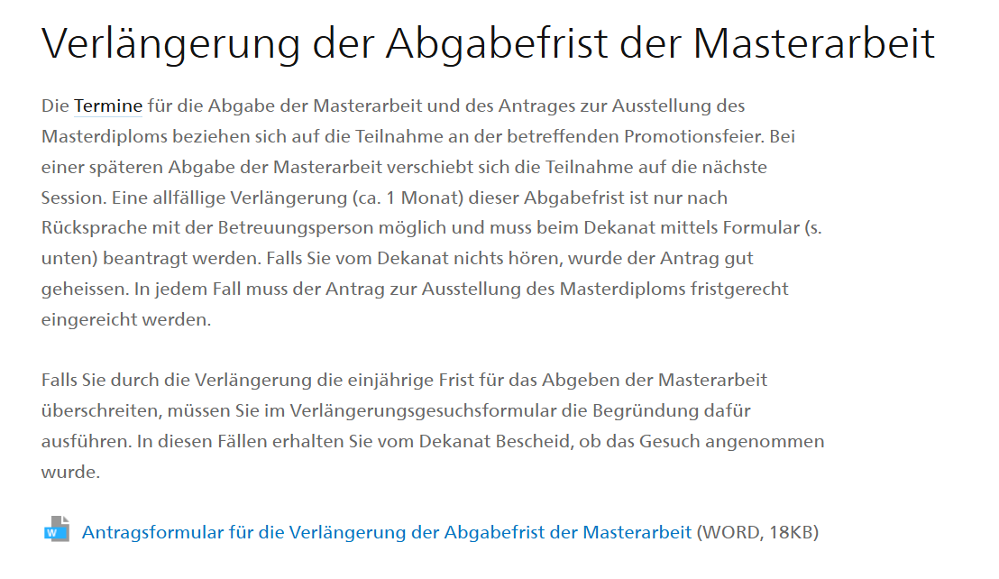 Verlängerung der Abgabefrist der Masterarbeit
Die Termine für die Abgabe der Masterarbeit und des Antrages zur Ausstellung des
Masterdiploms beziehen sich auf die Teilnahme an der betreffenden Promotionsfeier. Bei
einer späteren Abgabe der Masterarbeit verschiebt sich die Teilnahme auf die nächste
Session. Eine allfällige Verlängerung (ca. 1 Monat) dieser Abgabefrist ist nur nach
Rücksprache mit der Betreuungsperson möglich und muss beim Dekanat mittels Formular (s.
unten) beantragt werden. Falls Sie vom Dekanat nichts hören, wurde der Antrag gut
geheissen. In jedem Fall muss der Antrag zur Ausstellung des Masterdiploms fristgerecht
eingereicht werden.
Falls Sie durch die Verlängerung die einjährige Frist für das Abgeben der Masterarbeit
überschreiten, müssen Sie im Verlängerungsgesuchsformular die Begründung dafür
ausführen. In diesen Fällen erhalten Sie vom Dekanat Bescheid, ob das Gesuch angenommen
wurde.
W Antragsformular für die Verlängerung der Abgabefrist der Masterarbeit (WORD, 18KB)